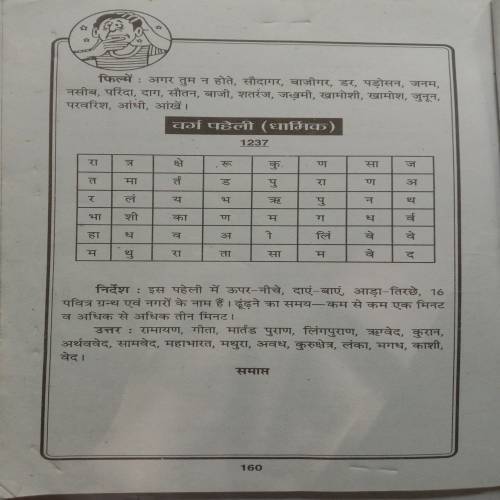 फिल्में : अगर तुम न होते, सौदागर, बाजीगर, डर, पड़ोसन, जनम,
नसीब, परिंदा, दाग, सौतन, बाजी, शतरंज, जख़मी, खामोशी, खामोश, जुनून,
परवरिश, आंधी, आंखें।
वर्ग पहेली (धार्मिक)
1237
रा त्र क्षे रू कु ण सा ज
त मा र्त ड पु रा ण अ
र लं य भ ऋ पु न थ
भा शी का ण म ग ध र्व
हा ध व अ ो लिं वे वे
म थु रा ता सा म वे द
निर्देश : इस पहेली में ऊपर-नीचे, दाएं-बाएं, आड़ा-तिरछे, 16
पवित्र ग्रन्थ एवं नगरों के नाम हैं। ढूंढ़ने का समय—कम से कम एक मिनट
व अधिक से अधिक तीन मिनट।
उत्तर : रामायण, गीता, मार्तंड पुराण, लिंगपुराण, ऋग्वेद, कुरान,
अर्थववेद, सामवेद, महाभारत, मथुरा, अवध, कुरुक्षेत्र, लंका, मगध, काशी,
वेद।
समाप्त
160